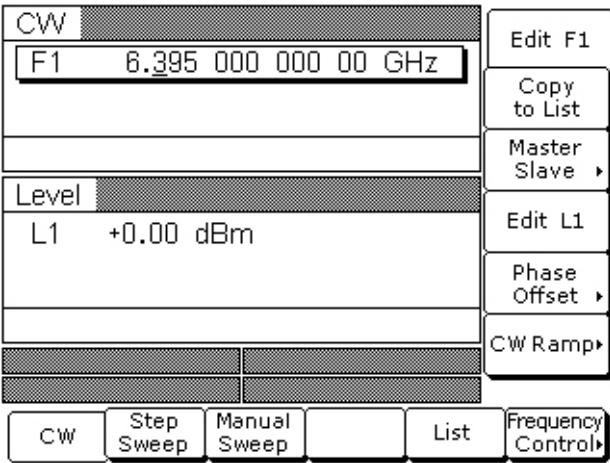 CW
F1 6.395 000 000 00 GHz
Level
L1 +0.00 dBm
Edit F1
Copy
to List
Master
Slave ▸
Edit L1
Phase
Offset ▸
CW Ramp▸
CW
Step
Sweep
Manual
Sweep
List
Frequency
Control▸